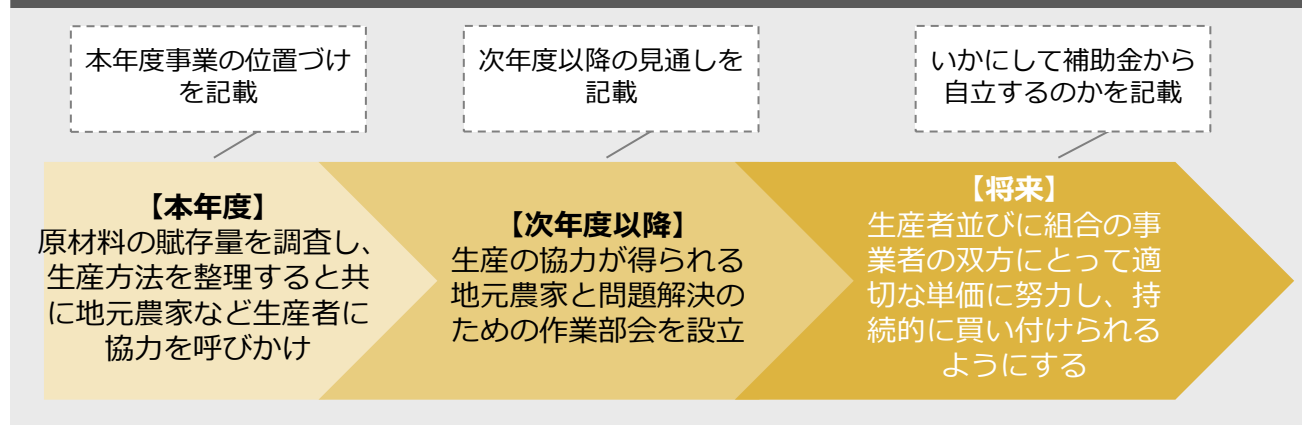 本年度事業の位置づけ
を記載
次年度以降の見通しを
記載
いかにして補助金から
自立するのかを記載
【本年度】
原材料の賦存量を調査し、
生産方法を整理すると共
に地元農家など生産者に
協力を呼びかけ
【次年度以降】
生産の協力が得られる
地元農家と問題解決の
ための作業部会を設立
【将来】
生産者並びに組合の事
業者の双方にとって適
切な単価に努力し、持
続的に買い付けられる
ようにする